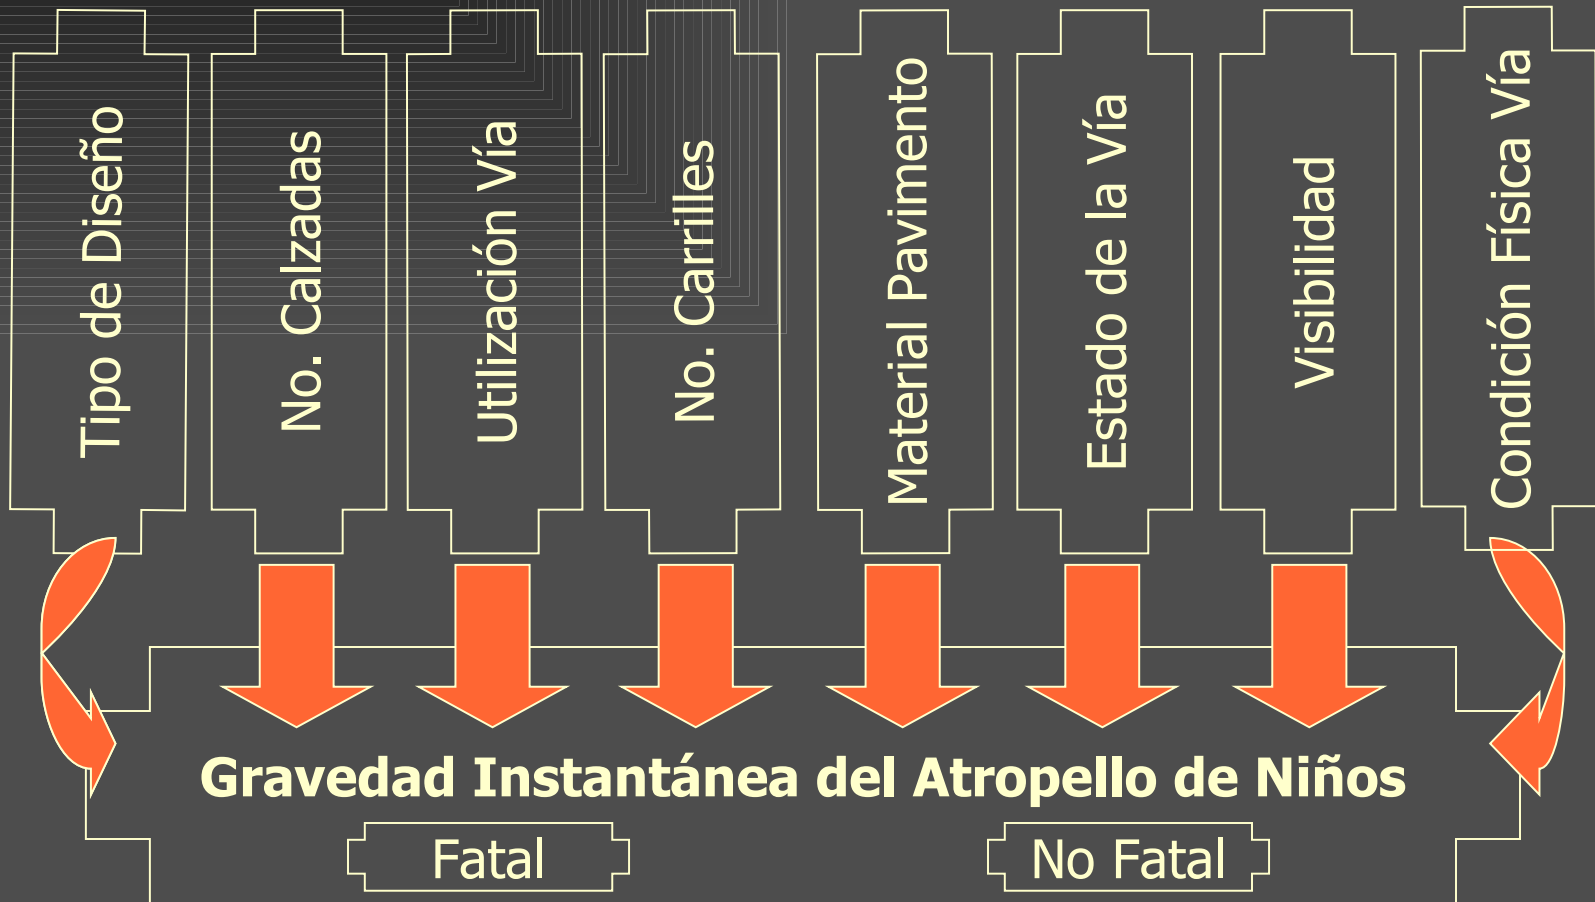 Tipo de Diseño
No. Calzadas
Utilización Vía
No. Carrilles
Material Pavimento
Estado de la Vía
Visibilidad
Condición Física Vía
Gravedad Instantánea del Atropello de Niños
Fatal
No Fatal